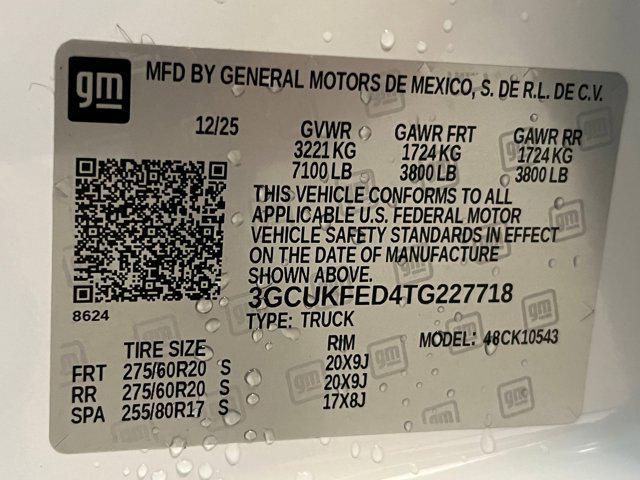 gm
MFD BY GENERAL MOTORS DE MEXICO, S. DE R.L. DE C.V.
12/25 GVWR GAWR FRT GAWR RR
3221 KG 1724 KG 1724 KG
7100 LB 3800 LB 3800 LB
THIS VEHICLE CONFORMS TO ALL
APPLICABLE U.S. FEDERAL MOTOR
VEHICLE SAFETY STANDARDS IN EFFECT
ON THE DATE OF MANUFACTURE
SHOWN ABOVE.
3GCUKFED4TG227718
8624
TYPE: TRUCK MODEL: 48CK10543
TIRE SIZE RIM
FRT 275/60R20 S 20X9J
RR 275/60R20 S 20X9J
SPA 255/80R17 S 17X8J